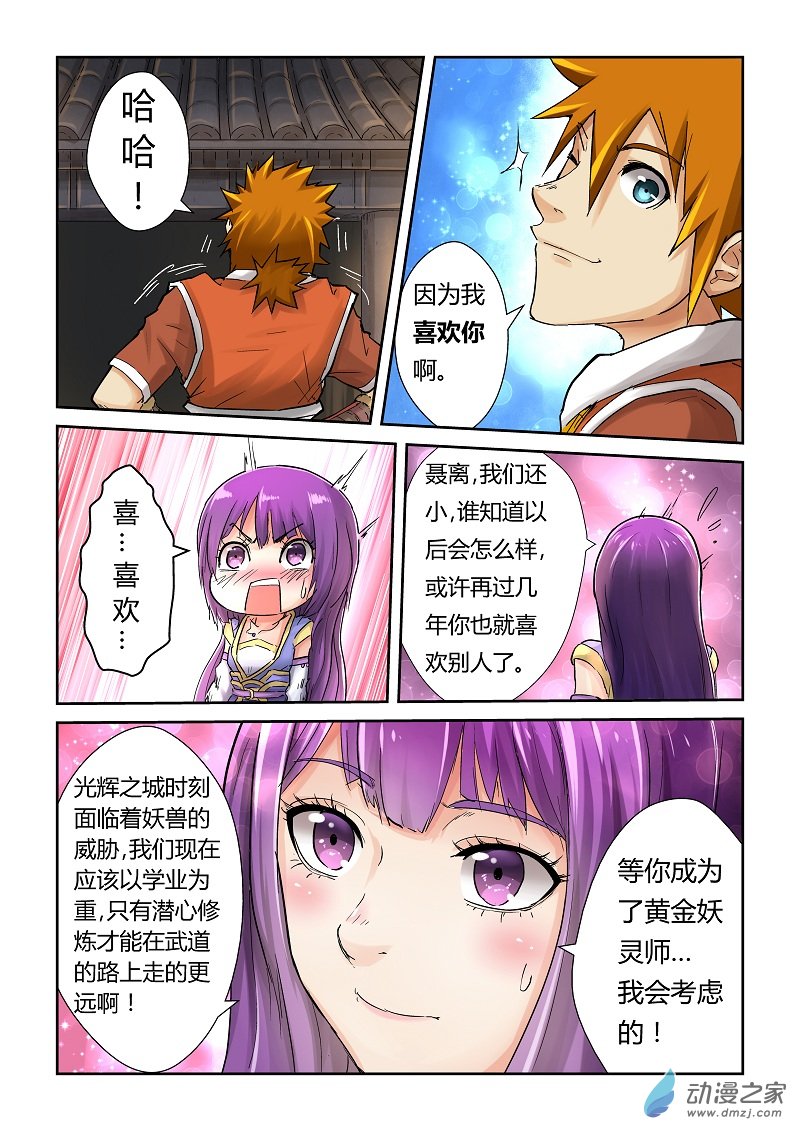 哈
哈
！
因为我
喜欢你
啊。
喜
…
喜
欢
…
聂离,我们还
小,谁知道以
后会怎么样,
或许再过几
年你也就喜
欢别人了。
光辉之城时刻
面临着妖兽的
威胁,我们现在
应该以学业为
重,只有潜心修
炼才能在武道
的路上走的更
远啊！
等你成为
了黄金妖
灵师...
我会考虑
的！
动漫之家
www.dmzj.com